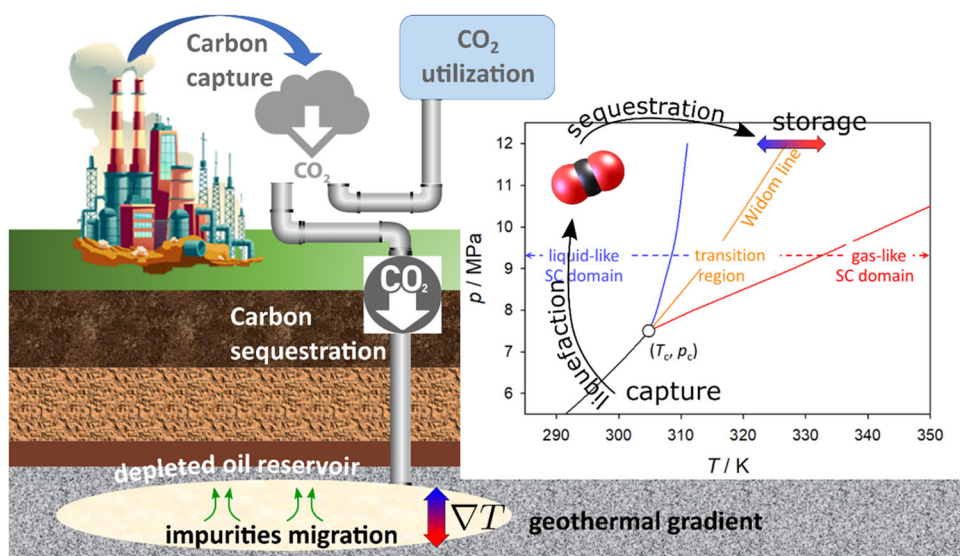 Carbon
capture
CO₂
utilization
CO₂
CO₂
Carbon
sequestration
depleted oil reservoir
impurities migration
∇T
geothermal gradient
sequestration
storage
12
11
10
9
8
7
6
p / MPa
Widom line
liquid-like
SC domain
transition
region
gas-like
SC domain
(Tc, pc)
liquefaction
capture
290
300
310
320
330
340
350
T / K